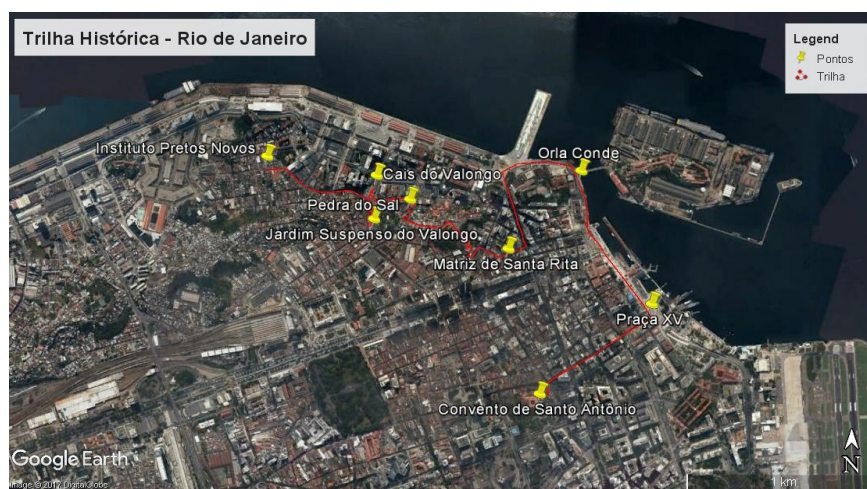 Trilha Histórica - Rio de Janeiro
Legend
Pontos
Trilha
Instituto Pretos Novos
Cais do Valongo
Orla Conde
Pedra do Sal
Jardim Suspenso do Valongo
Matriz de Santa Rita
Praça XV
Convento de Santo Antônio
Google Earth
Image © 2017 DigitalGlobe
1 km
N